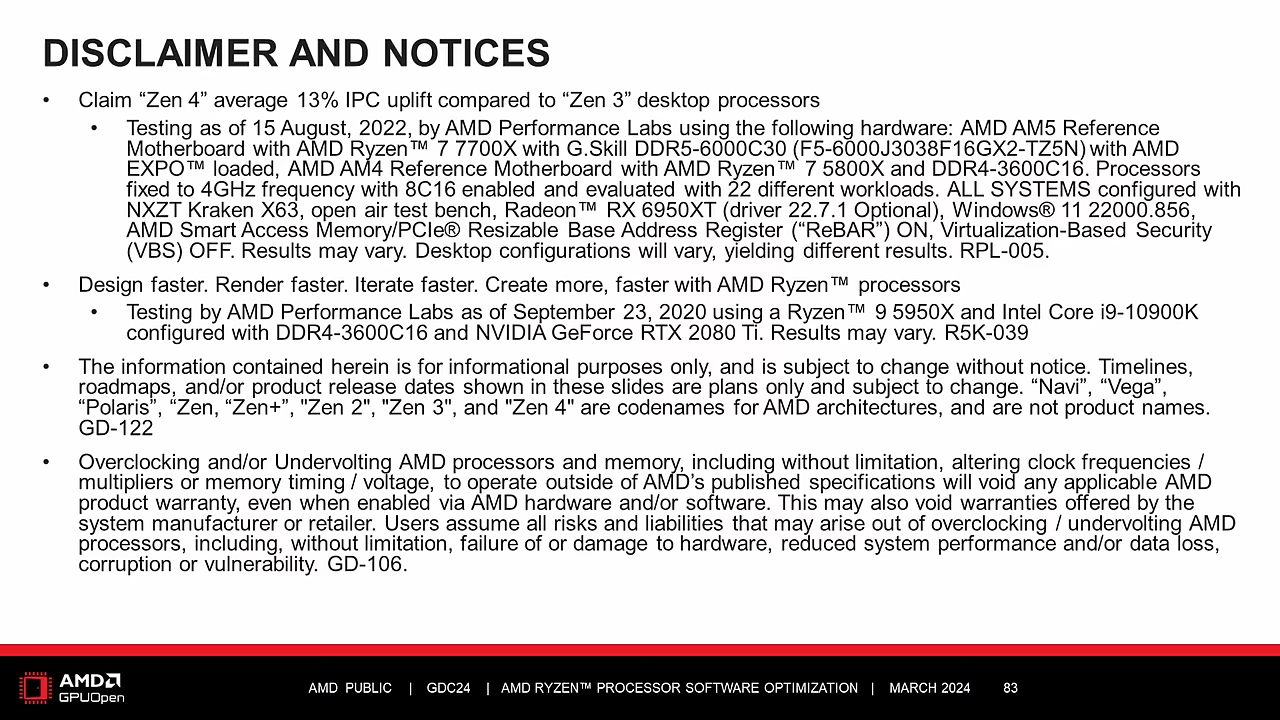 DISCLAIMER AND NOTICES
• Claim “Zen 4” average 13% IPC uplift compared to “Zen 3” desktop processors
• Testing as of 15 August, 2022, by AMD Performance Labs using the following hardware: AMD AM5 Reference
Motherboard with AMD Ryzen™ 7 7700X with G.Skill DDR5-6000C30 (F5-6000J3038F16GX2-TZ5N) with AMD
EXPO™ loaded, AMD AM4 Reference Motherboard with AMD Ryzen™ 7 5800X and DDR4-3600C16. Processors
fixed to 4GHz frequency with 8C16 enabled and evaluated with 22 different workloads. ALL SYSTEMS configured with
NXZT Kraken X63, open air test bench, Radeon™ RX 6950XT (driver 22.7.1 Optional), Windows® 11 22000.856,
AMD Smart Access Memory/PCIe® Resizable Base Address Register (“ReBAR”) ON, Virtualization-Based Security
(VBS) OFF. Results may vary. Desktop configurations will vary, yielding different results. RPL-005.
• Design faster. Render faster. Iterate faster. Create more, faster with AMD Ryzen™ processors
• Testing by AMD Performance Labs as of September 23, 2020 using a Ryzen™ 9 5950X and Intel Core i9-10900K
configured with DDR4-3600C16 and NVIDIA GeForce RTX 2080 Ti. Results may vary. R5K-039
• The information contained herein is for informational purposes only, and is subject to change without notice. Timelines,
roadmaps, and/or product release dates shown in these slides are plans only and subject to change. “Navi”, “Vega”,
“Polaris”, “Zen, “Zen+”, "Zen 2", "Zen 3", and "Zen 4" are codenames for AMD architectures, and are not product names.
GD-122
• Overclocking and/or Undervolting AMD processors and memory, including without limitation, altering clock frequencies /
multipliers or memory timing / voltage, to operate outside of AMD’s published specifications will void any applicable AMD
product warranty, even when enabled via AMD hardware and/or software. This may also void warranties offered by the
system manufacturer or retailer. Users assume all risks and liabilities that may arise out of overclocking / undervolting AMD
processors, including, without limitation, failure of or damage to hardware, reduced system performance and/or data loss,
corruption or vulnerability. GD-106.
AMD
GPUOpen
AMD PUBLIC | GDC24 | AMD RYZEN™ PROCESSOR SOFTWARE OPTIMIZATION | MARCH 2024 83